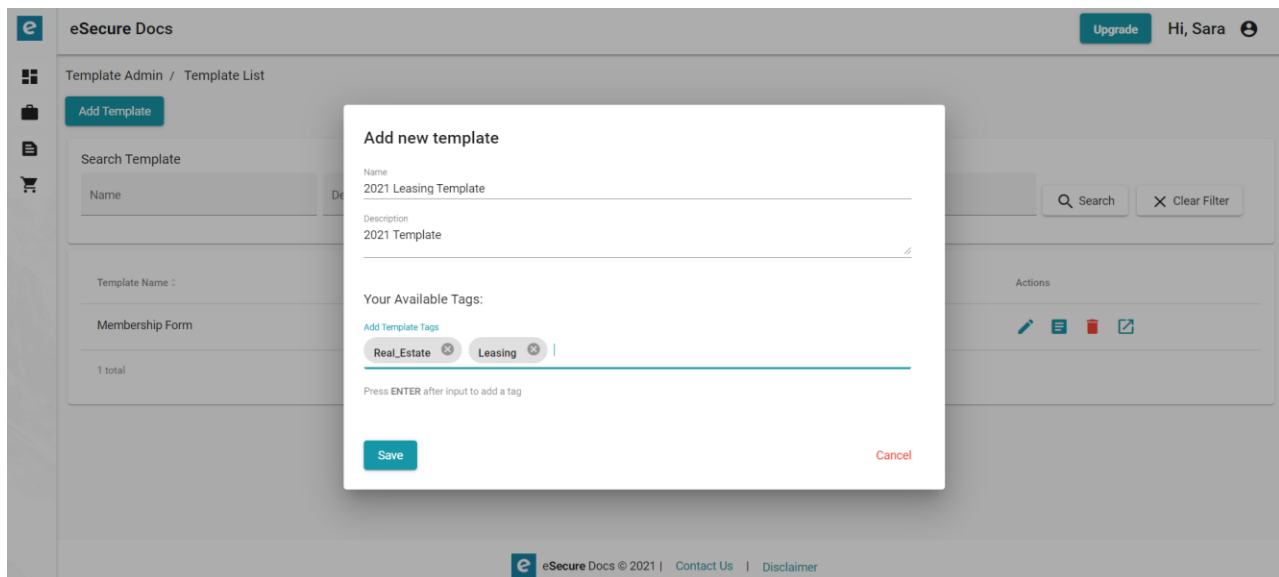 e eSecure Docs Upgrade Hi, Sara
Template Admin / Template List
Add Template
Search Template
Name De Search Clear Filter
Template Name Actions
Membership Form
1 total
Add new template
Name
2021 Leasing Template
Description
2021 Template
Your Available Tags:
Add Template Tags
Real_Estate Leasing
Press ENTER after input to add a tag
Save Cancel
e eSecure Docs © 2021 | Contact Us | Disclaimer